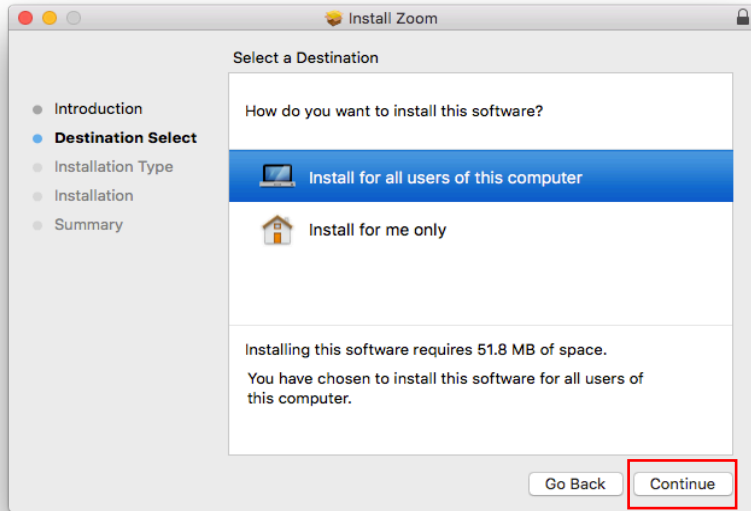 Install Zoom
Select a Destination
Introduction
Destination Select
Installation Type
Installation
Summary
How do you want to install this software?
Install for all users of this computer
Install for me only
Installing this software requires 51.8 MB of space.
You have chosen to install this software for all users of
this computer.
Go Back
Continue